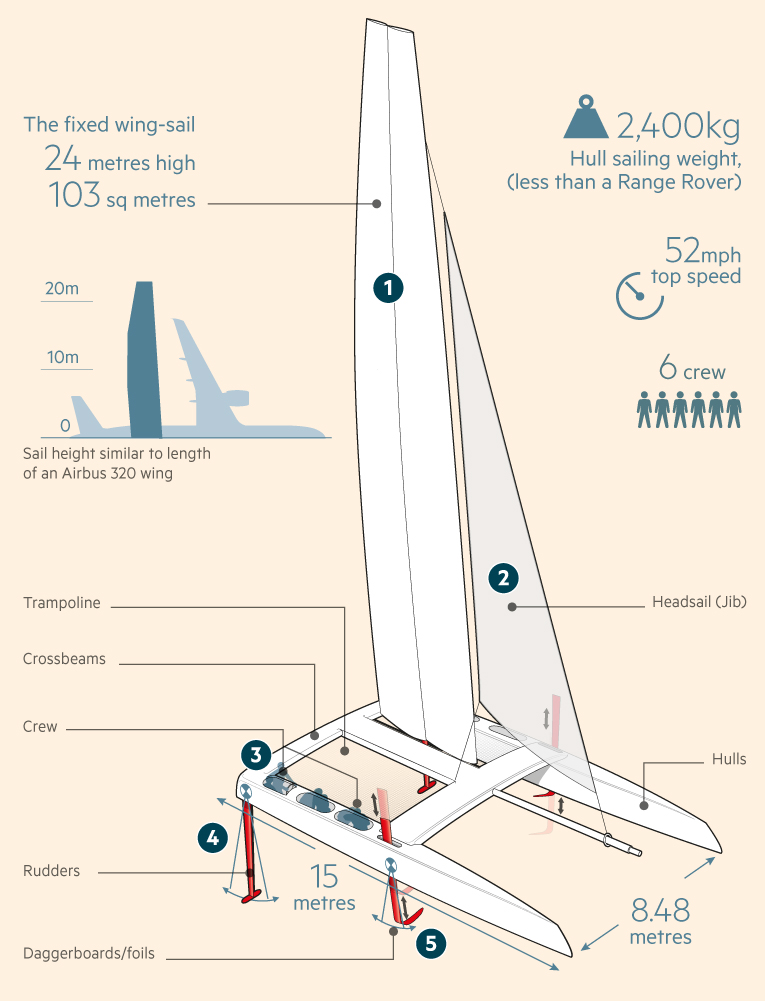 The fixed wing-sail
24 metres high
103 sq metres
2,400kg
Hull sailing weight,
(less than a Range Rover)
52mph
top speed
6 crew
1
20m
10m
0
Sail height similar to length
of an Airbus 320 wing
2
Trampoline
Headsail (Jib)
Crossbeams
Crew
3
Hulls
4
Rudders
15
metres
8.48
metres
5
Daggerboards/foils